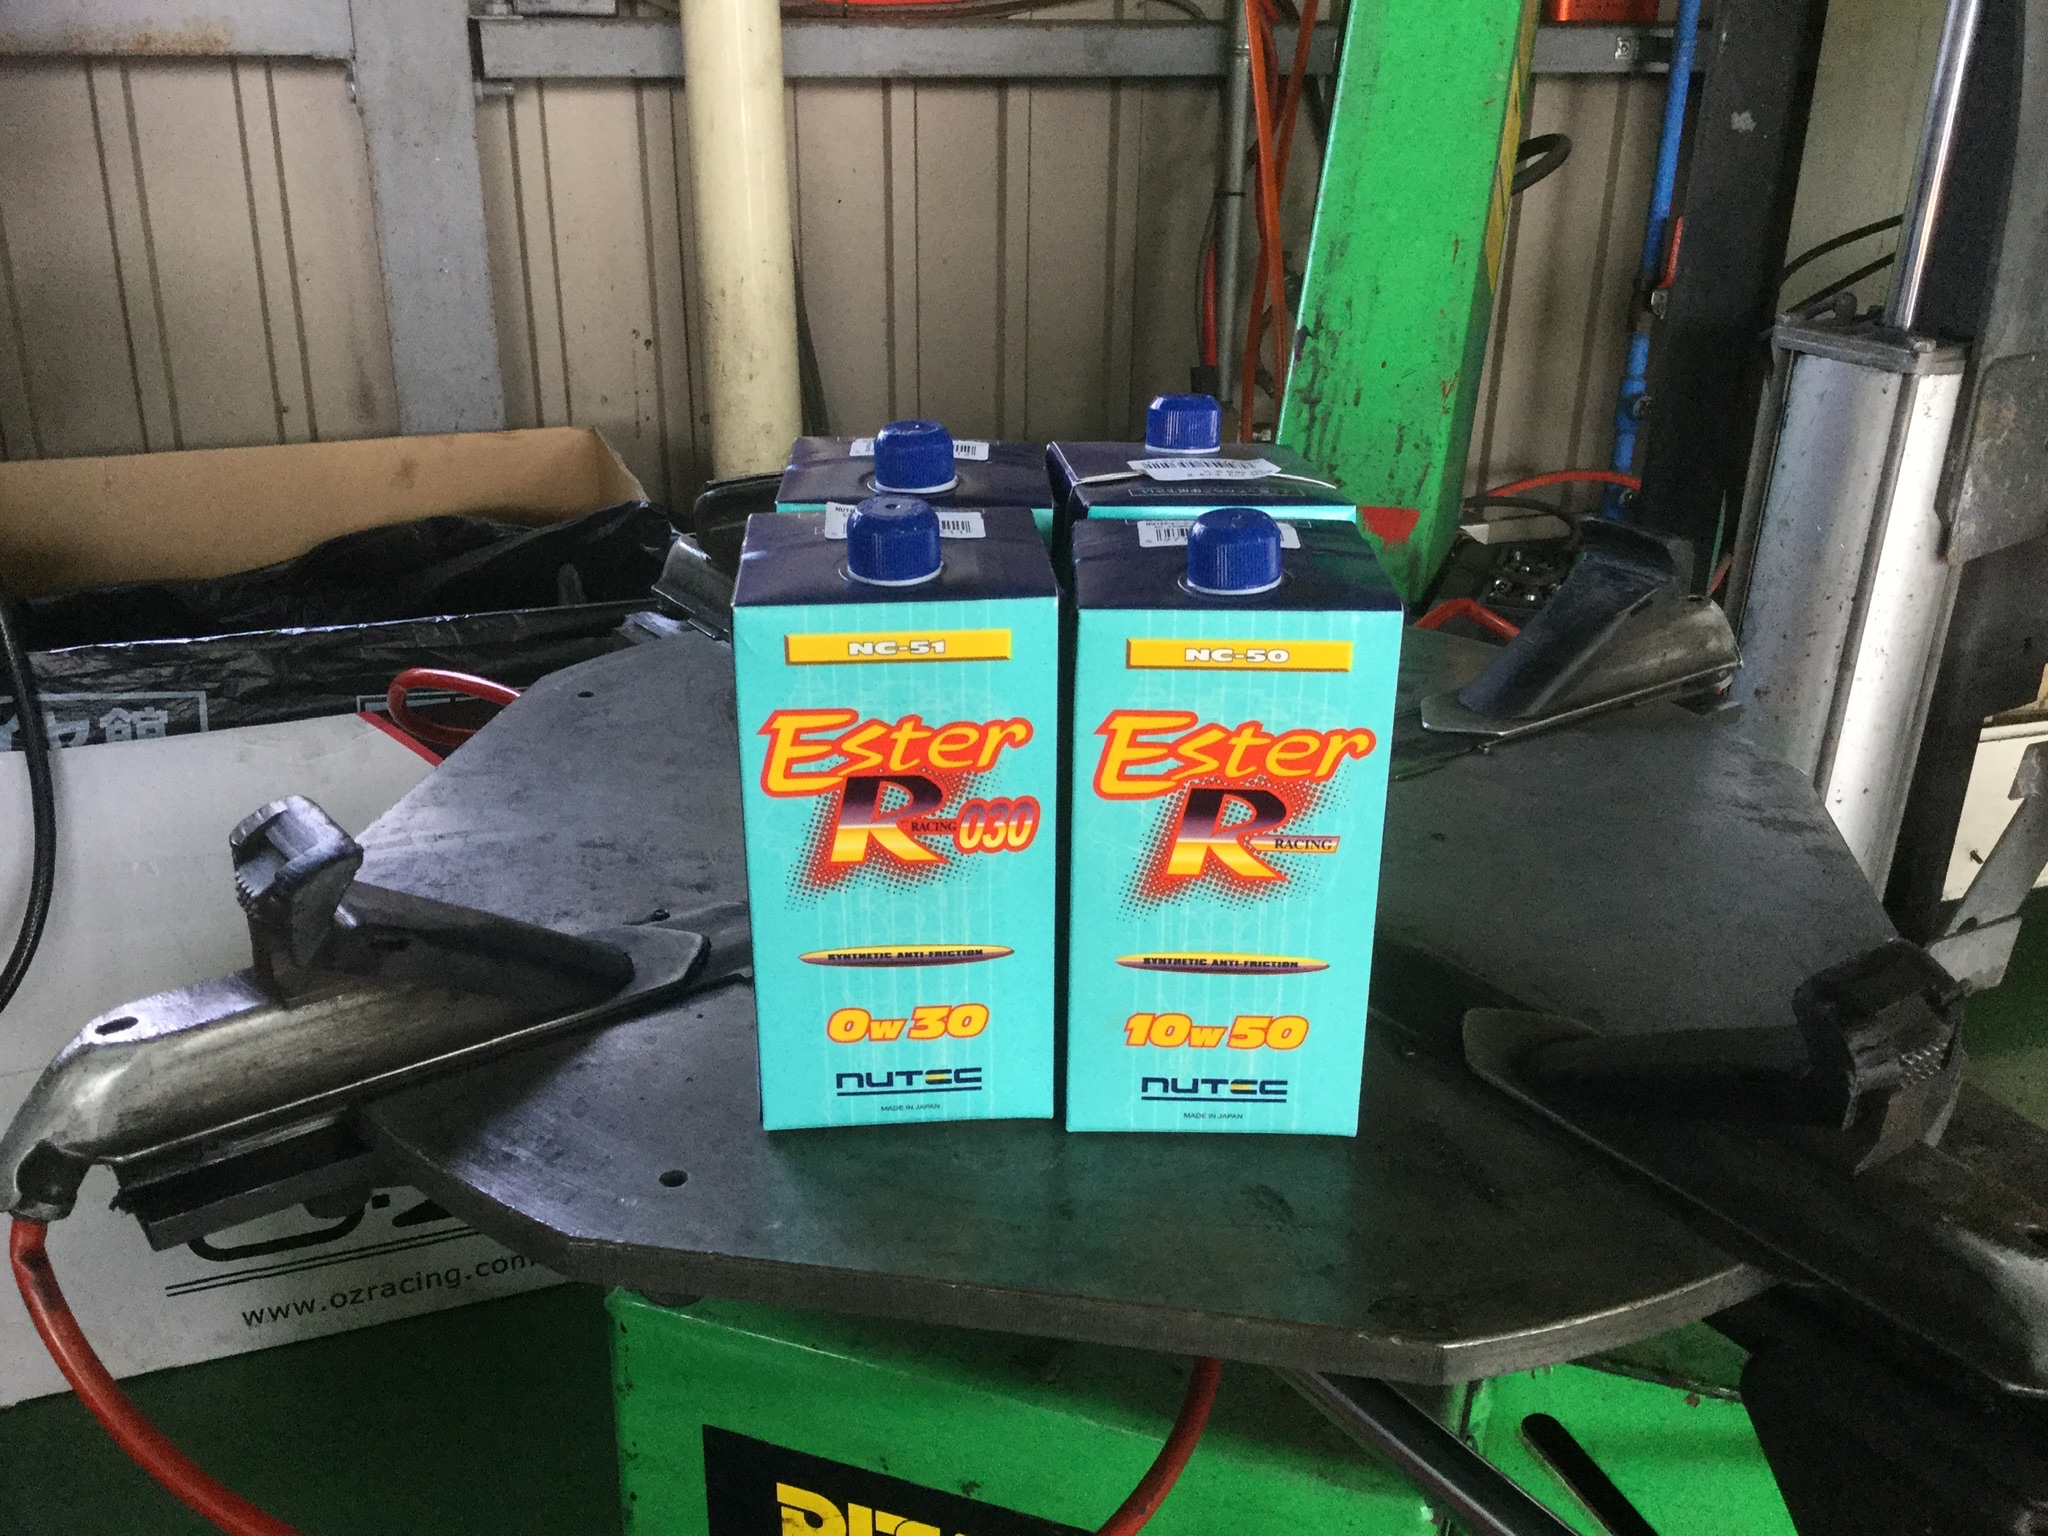 NC-51
Ester
R
RACING
030
SYNTHETIC ANTI-FRICTION
0W30
NUTEC
MADE IN JAPAN
NC-50
Ester
R
RACING
SYNTHETIC ANTI-FRICTION
10W50
NUTEC
MADE IN JAPAN
館
www.ozracing.com